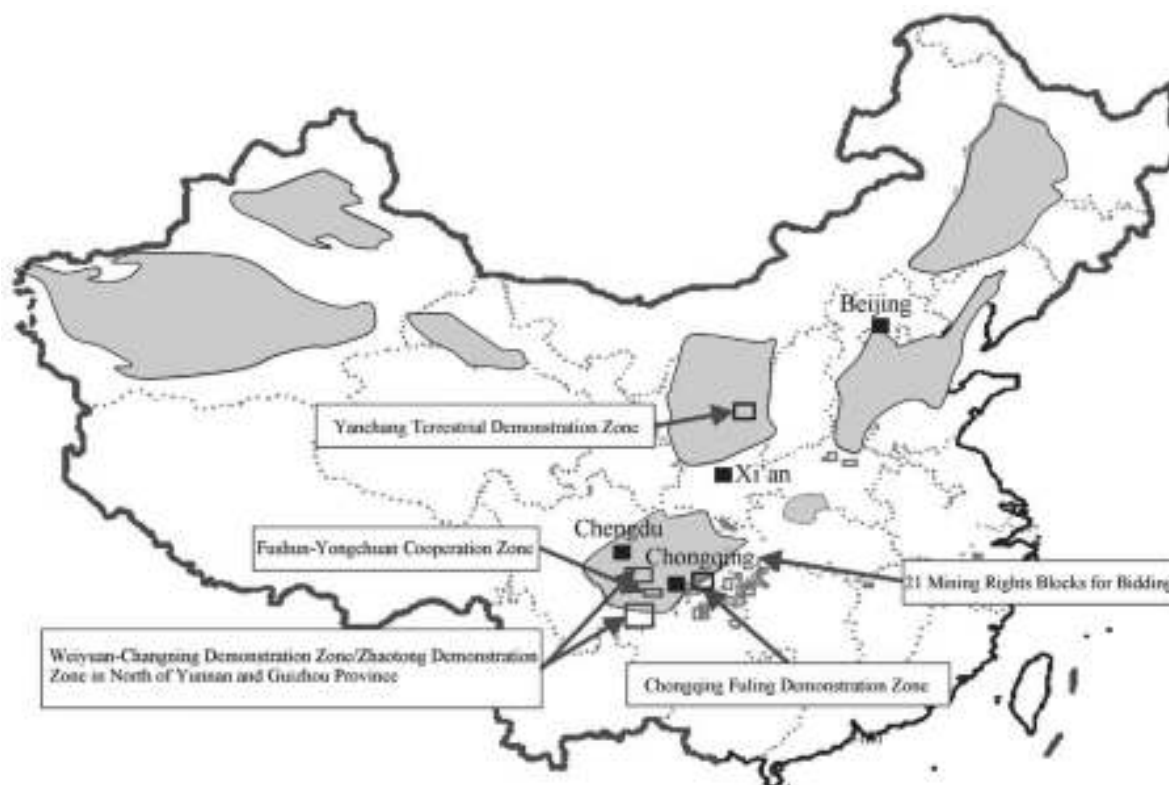 Beijing
Yanchang Terrestrial Demonstration Zone
Xi'an
Chengdu
Fushun-Yongchuan Cooperation Zone
Chongqing
21 Mining Rights Blocks for Bidding
Weiyuan-Changning Demonstration Zone/Zhaotong Demonstration
Zone in North of Yunnan and Guizhou Province
Chongqing Fuling Demonstration Zone